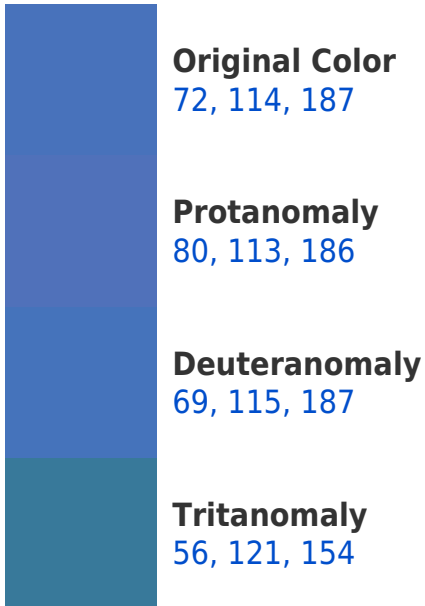 Original Color
72, 114, 187
Protanomaly
80, 113, 186
Deuteranomaly
69, 115, 187
Tritanomaly
56, 121, 154